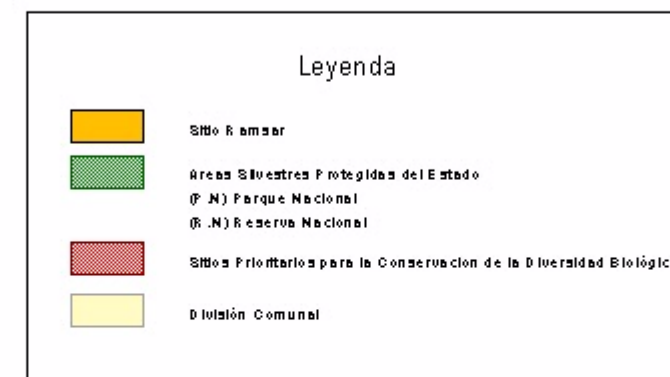 Leyenda
Sitio Ramsar
Areas Silvestres Protegidas del Estado
(P.N) Parque Nacional
(R.N) Reserva Nacional
Sitios Prioritarios para la Conservacion de la Diversidad Biológic
División Comunal